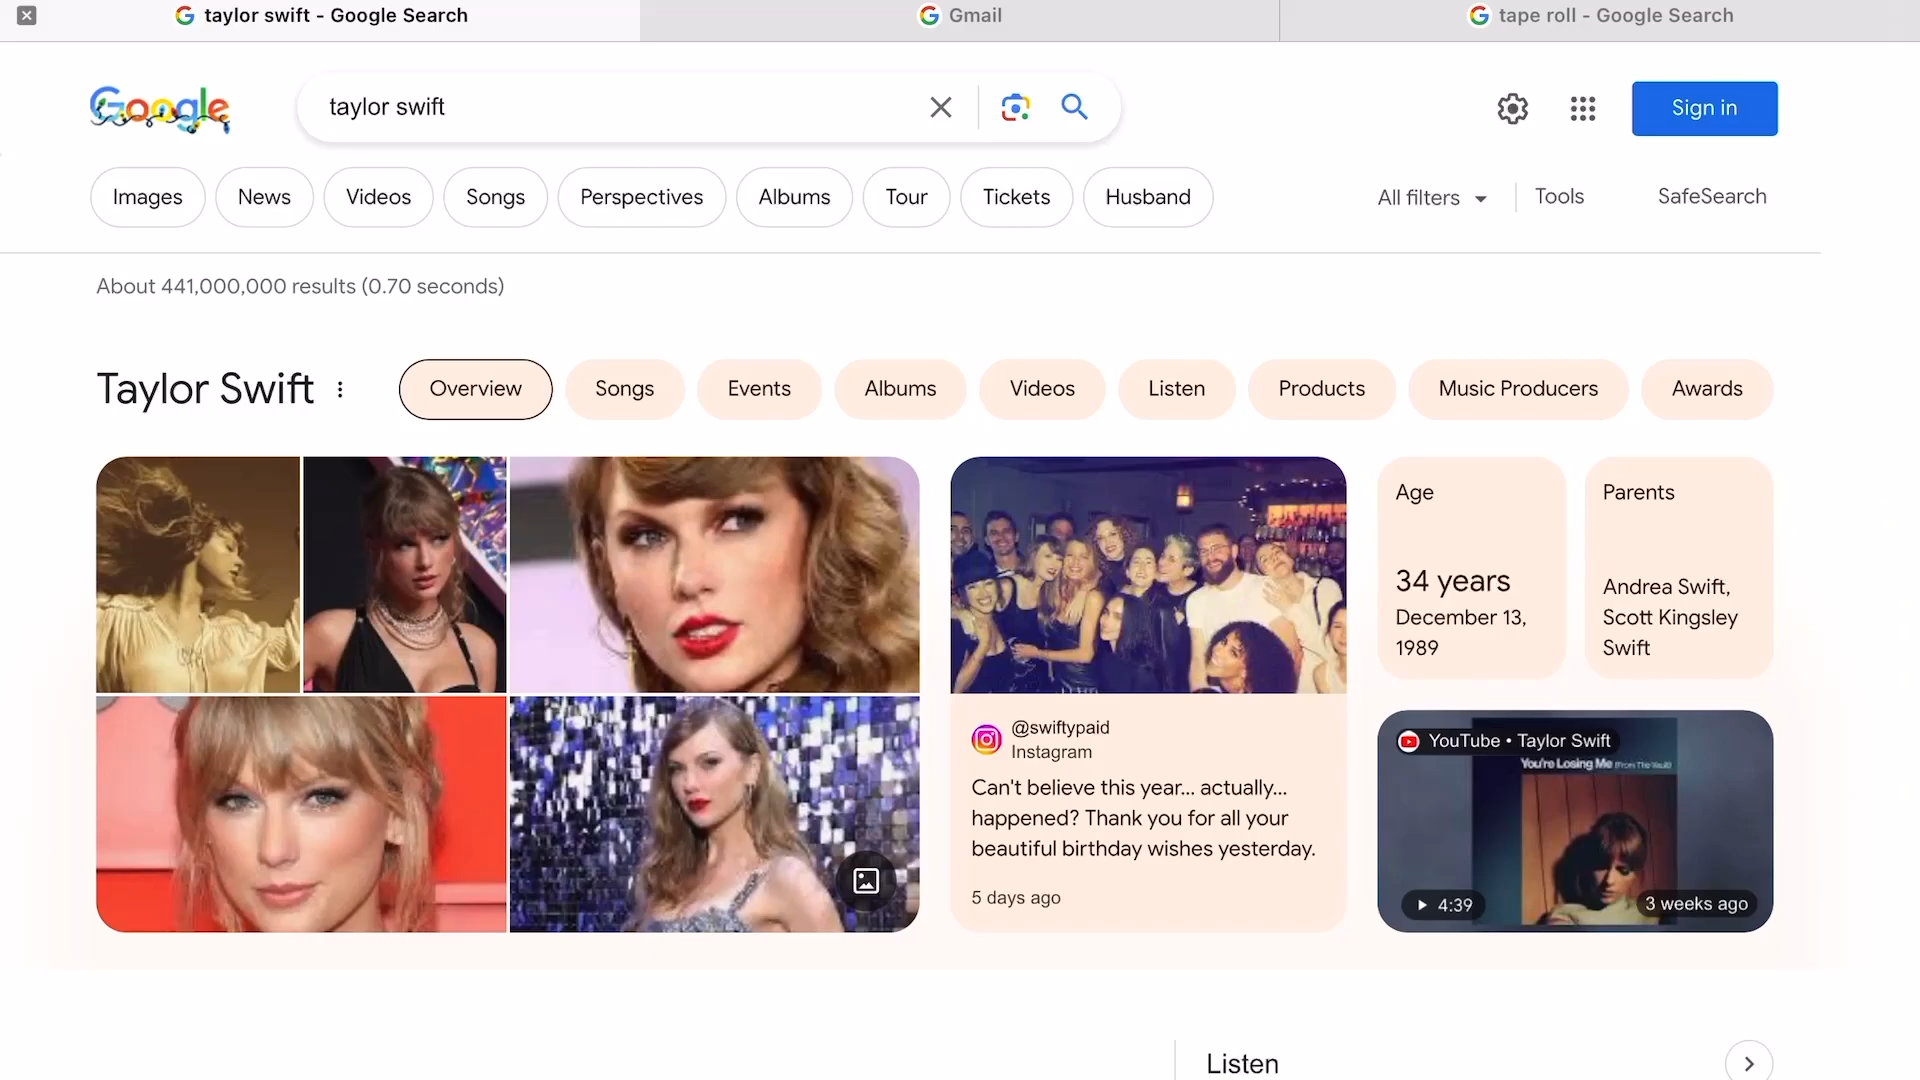 taylor swift - Google Search
Gmail
tape roll - Google Search
Google
taylor swift
Sign in
Images
News
Videos
Songs
Perspectives
Albums
Tour
Tickets
Husband
All filters
Tools
SafeSearch
About 441,000,000 results (0.70 seconds)
Taylor Swift
Overview
Songs
Events
Albums
Videos
Listen
Products
Music Producers
Awards
@swiftypaid
Instagram
Can't believe this year... actually...
happened? Thank you for all your
beautiful birthday wishes yesterday.
5 days ago
Age
34 years
December 13,
1989
Parents
Andrea Swift,
Scott Kingsley
Swift
YouTube • Taylor Swift
You're Losing Me (From The Vault)
4:39
3 weeks ago
Listen